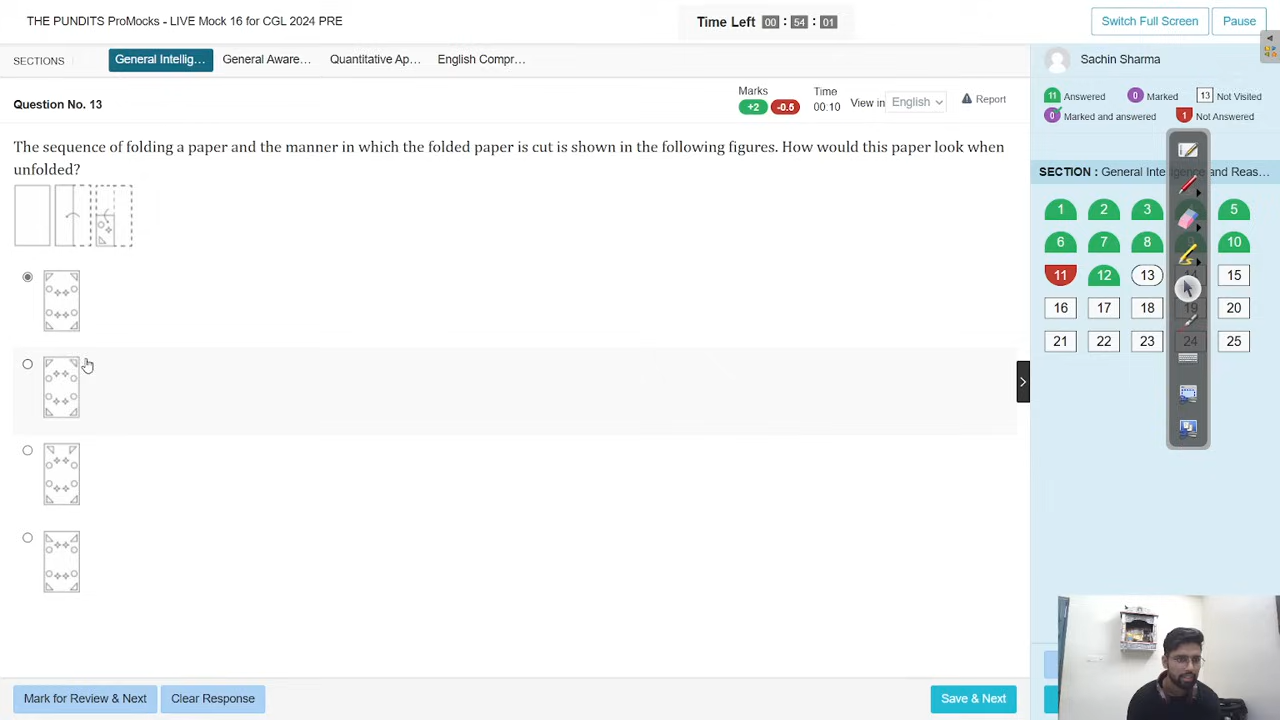 THE PUNDITS ProMocks - LIVE Mock 16 for CGL 2024 PRE
Time Left 00 : 54 : 01
Switch Full Screen
Pause
SECTIONS
General Intellig...
General Aware...
Quantitative Ap...
English Compr...
Sachin Sharma
Question No. 13
Marks
+2 -0.5
Time
00:10
View in English
Report
11 Answered
0 Marked
13 Not Visited
0 Marked and answered
1 Not Answered
The sequence of folding a paper and the manner in which the folded paper is cut is shown in the following figures. How would this paper look when
unfolded?
SECTION : General Intelligence and Reas...
1 2 3 4 5
6 7 8 9 10
11 12 13 14 15
16 17 18 19 20
21 22 23 24 25
Mark for Review & Next
Clear Response
Save & Next